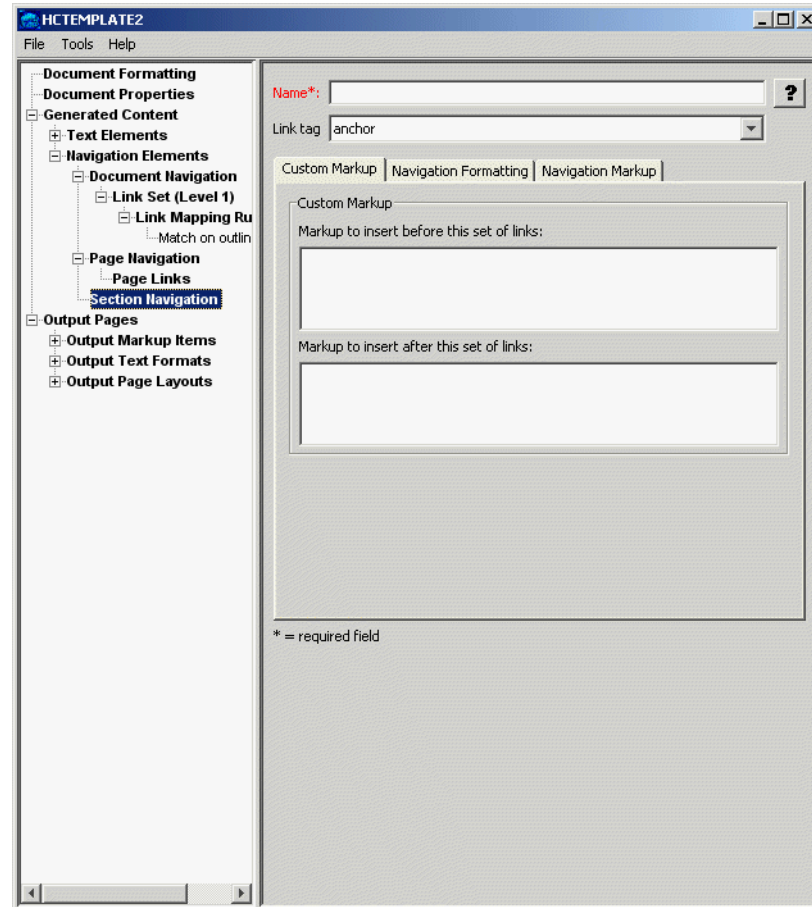 HCTEMPLATE2
File Tools Help
Document Formatting
Document Properties
Generated Content
Text Elements
Navigation Elements
Document Navigation
Link Set (Level 1)
Link Mapping Ru
Match on outlin
Page Navigation
Page Links
Section Navigation
Output Pages
Output Markup Items
Output Text Formats
Output Page Layouts
Name*:
?
Link tag anchor
Custom Markup Navigation Formatting Navigation Markup
Custom Markup
Markup to insert before this set of links:
Markup to insert after this set of links:
* = required field